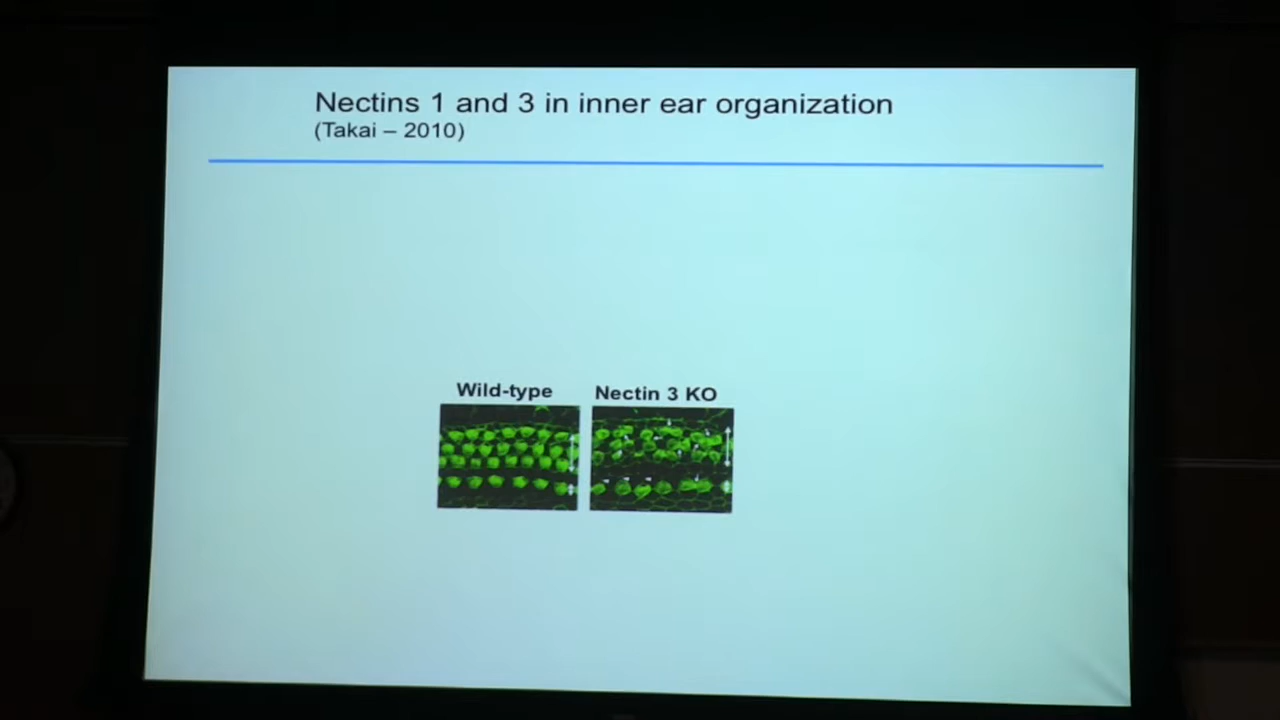 Nectins 1 and 3 in inner ear organization
(Takai – 2010)
Wild-type
Nectin 3 KO